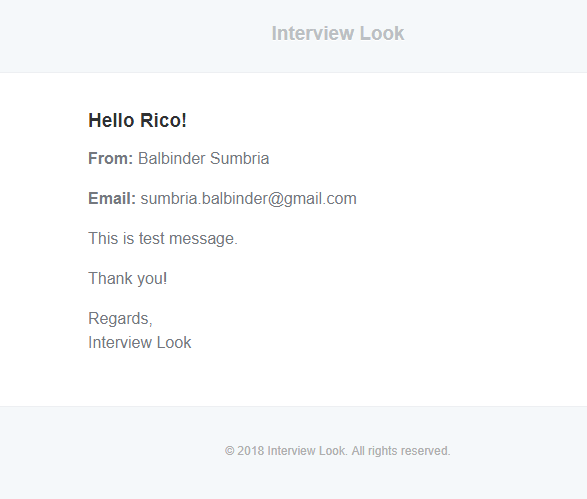 Interview Look
Hello Rico!
From: Balbinder Sumbria
Email: sumbria.balbinder@gmail.com
This is test message.
Thank you!
Regards,
Interview Look
© 2018 Interview Look. All rights reserved.